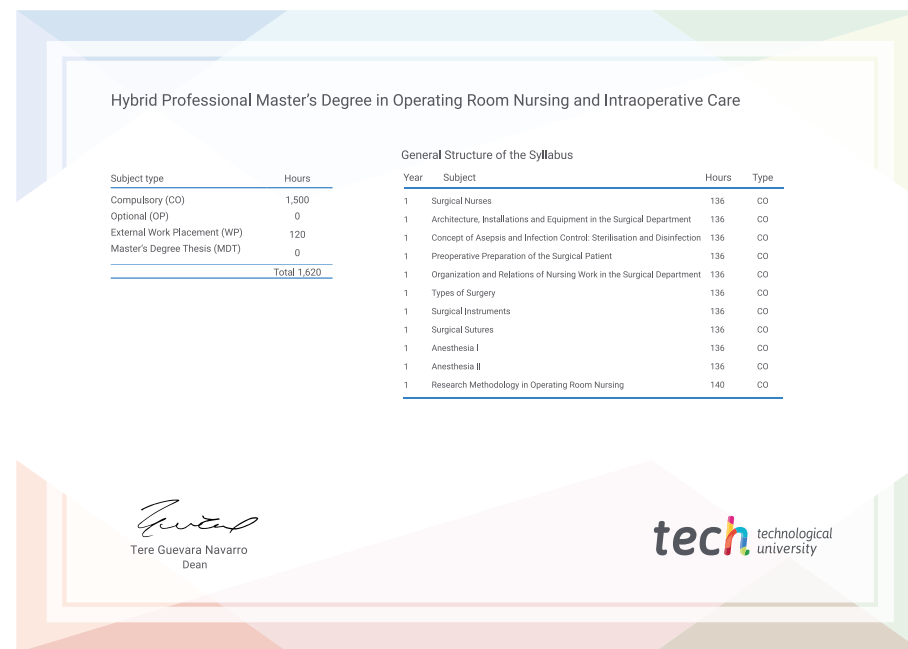 Hybrid Professional Master's Degree in Operating Room Nursing and Intraoperative Care
Subject type Hours
Compulsory (CO) 1,500
Optional (OP) 0
External Work Placement (WP) 120
Master's Degree Thesis (MDT) 0
Total 1,620
General Structure of the Syllabus
Year Subject Hours Type
1 Surgical Nurses 136 CO
1 Architecture, Installations and Equipment in the Surgical Department 136 CO
1 Concept of Asepsis and Infection Control: Sterilisation and Disinfection 136 CO
1 Preoperative Preparation of the Surgical Patient 136 CO
1 Organization and Relations of Nursing Work in the Surgical Department 136 CO
1 Types of Surgery 136 CO
1 Surgical Instruments 136 CO
1 Surgical Sutures 136 CO
1 Anesthesia I 136 CO
1 Anesthesia II 136 CO
1 Research Methodology in Operating Room Nursing 140 CO
Tere Guevara Navarro
Dean
tech technological
university